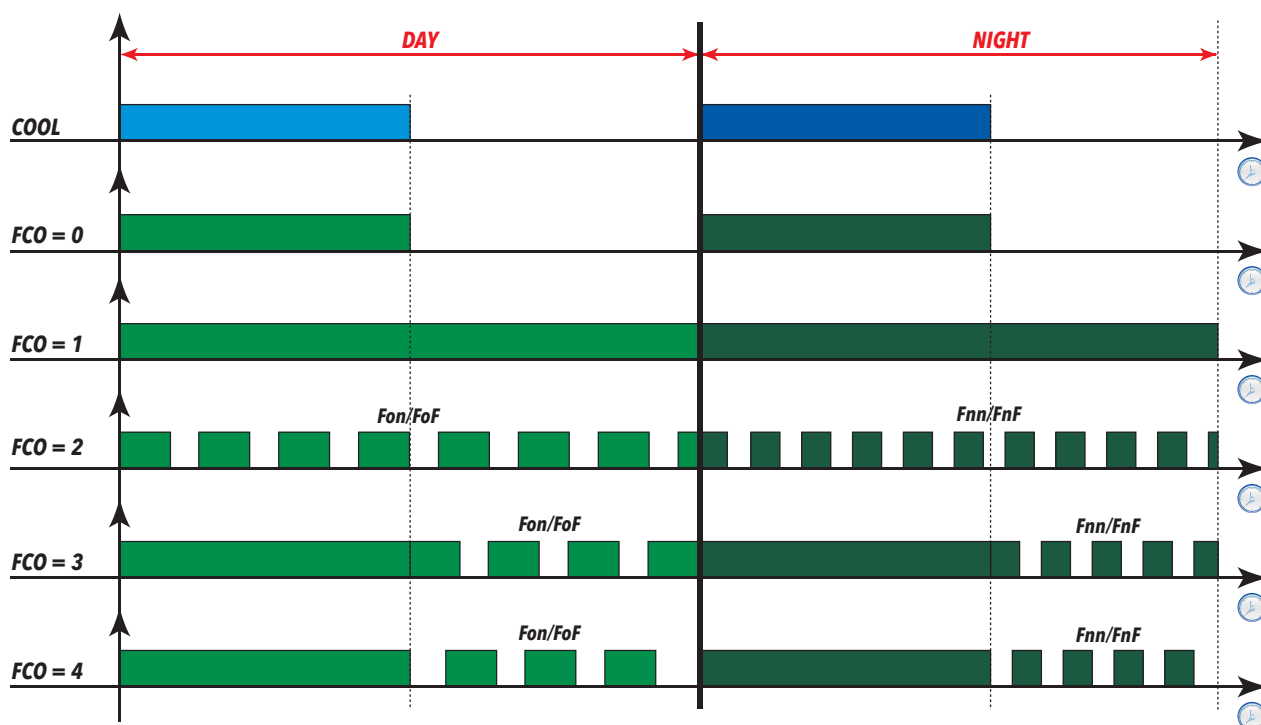 DAY NIGHT
COOL
FCO = 0
FCO = 1
Fon/FoF Fnn/FnF
FCO = 2
Fon/FoF Fnn/FnF
FCO = 3
Fon/FoF Fnn/FnF
FCO = 4